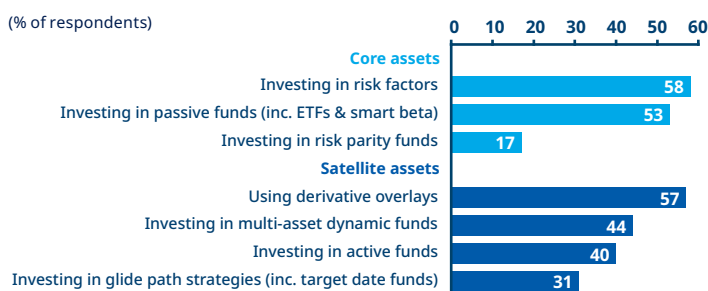 (% of respondents)
0 10 20 30 40 50 60
Core assets
Investing in risk factors 58
Investing in passive funds (inc. ETFs & smart beta) 53
Investing in risk parity funds 17
Satellite assets
Using derivative overlays 57
Investing in multi-asset dynamic funds 44
Investing in active funds 40
Investing in glide path strategies (inc. target date funds) 31